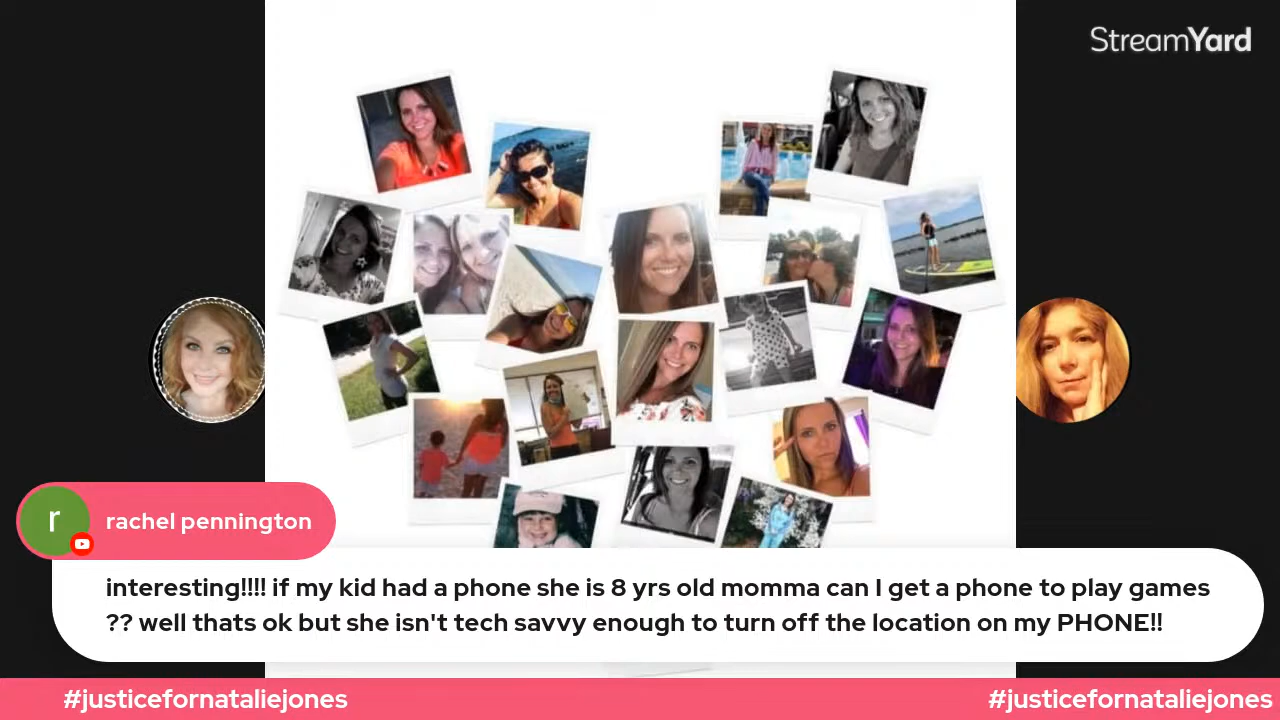 StreamYard
r
rachel pennington
interesting!!!! if my kid had a phone she is 8 yrs old momma can I get a phone to play games
?? well thats ok but she isn't tech savvy enough to turn off the location on my PHONE!!
#justicefornataliejones
#justicefornataliejones